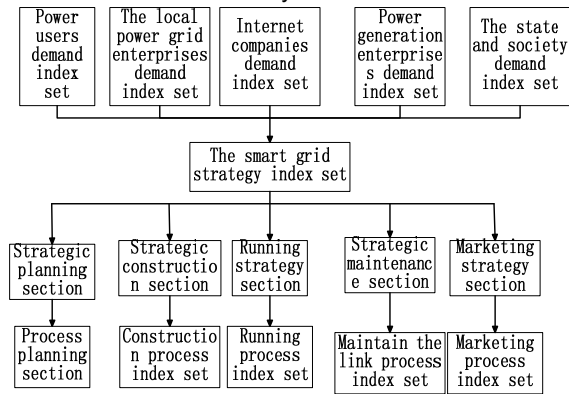 Power
users
demand
index
set
The local
power grid
enterprises
demand
index set
Internet
companies
demand
index set
Power
generation
enterprise
s demand
index set
The state
and society
demand
index set
The smart grid
strategy index set
Strategic
planning
section
Strategic
constructio
n section
Running
strategy
section
Strategic
maintenanc
e section
Marketing
strategy
section
Process
planning
section
Constructio
n process
index set
Running
process
index set
Maintain the
link process
index set
Marketing
process
index set